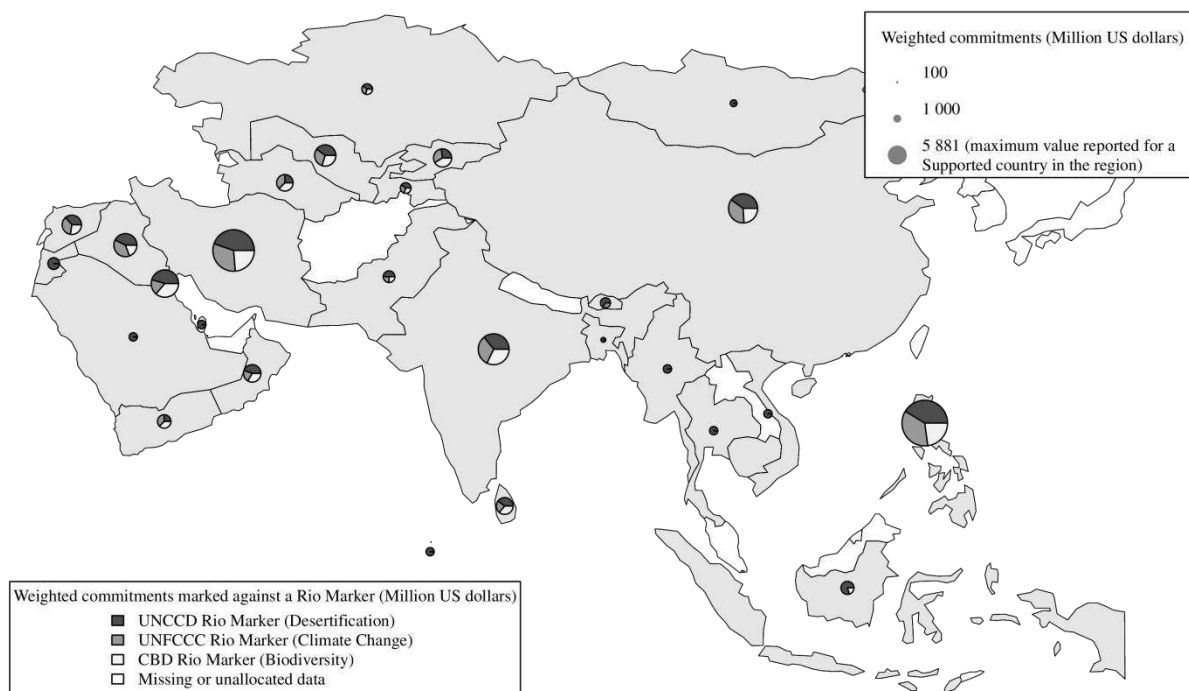 Weighted commitments (Million US dollars)
100
1 000
5 881 (maximum value reported for a
Supported country in the region)
Weighted commitments marked against a Rio Marker (Million US dollars)
UNCCD Rio Marker (Desertification)
UNFCCC Rio Marker (Climate Change)
CBD Rio Marker (Biodiversity)
Missing or unallocated data